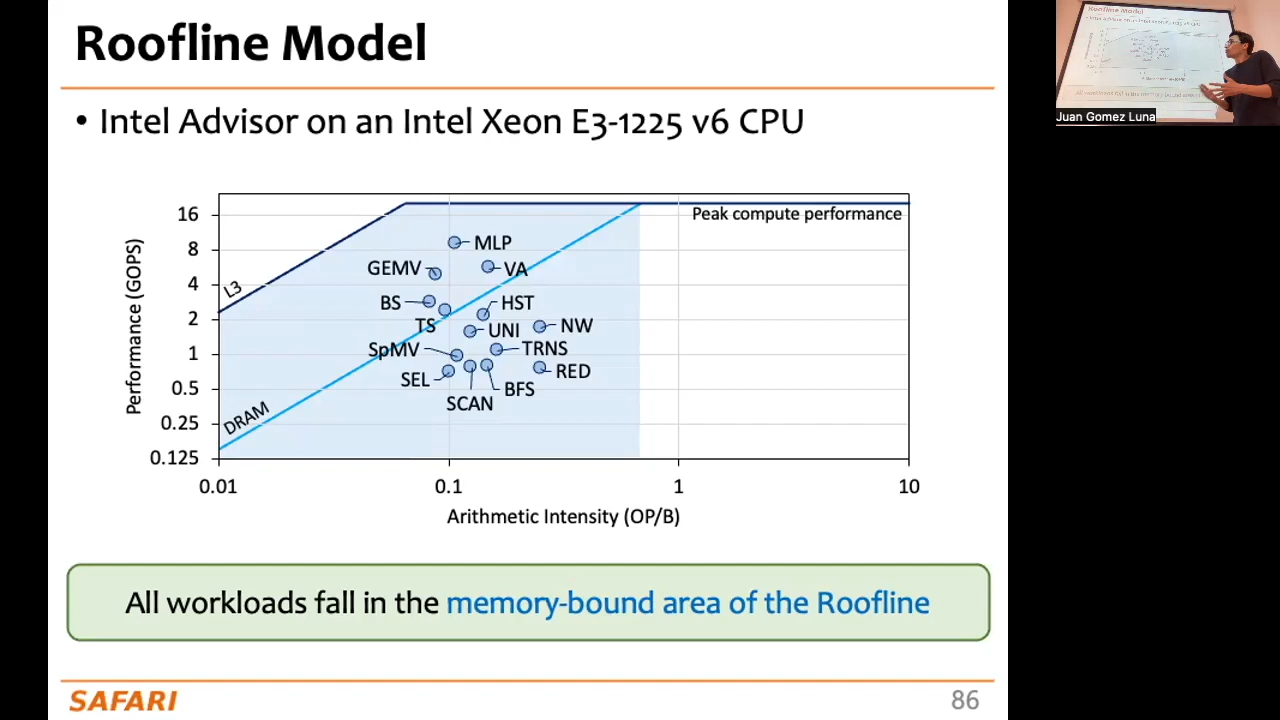 Roofline Model
• Intel Advisor on an Intel Xeon E3-1225 v6 CPU
Performance (GOPS)
16
8
4
2
1
0.5
0.25
0.125
L3
DRAM
Peak compute performance
MLP
GEMV
VA
BS
HST
TS
UNI
NW
SpMV
TRNS
SEL
RED
BFS
SCAN
0.01
0.1
1
10
Arithmetic Intensity (OP/B)
All workloads fall in the memory-bound area of the Roofline
SAFARI
86
Roofline Model
Juan Gomez Luna